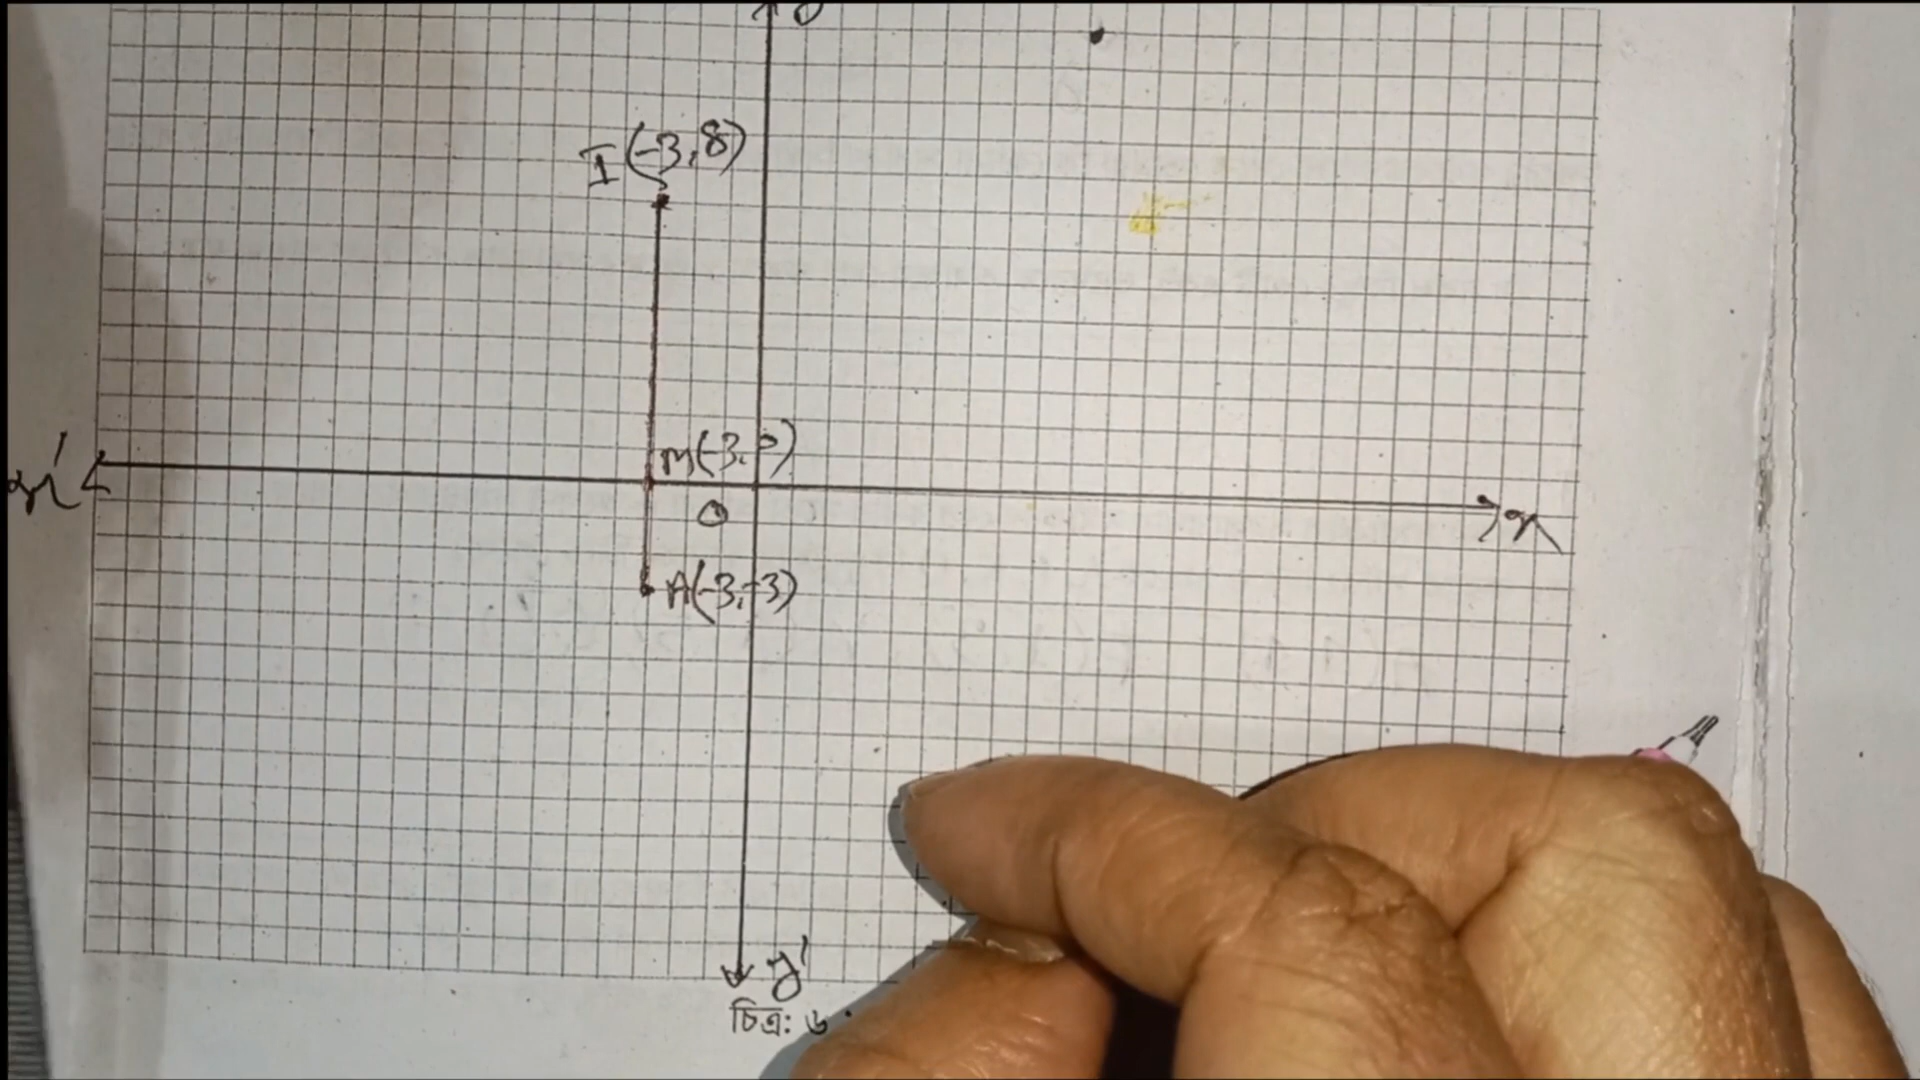 I(-3,8)
M(-3,0)
x'
O
x
A(-3,-3)
y'
চিত্র: ৬